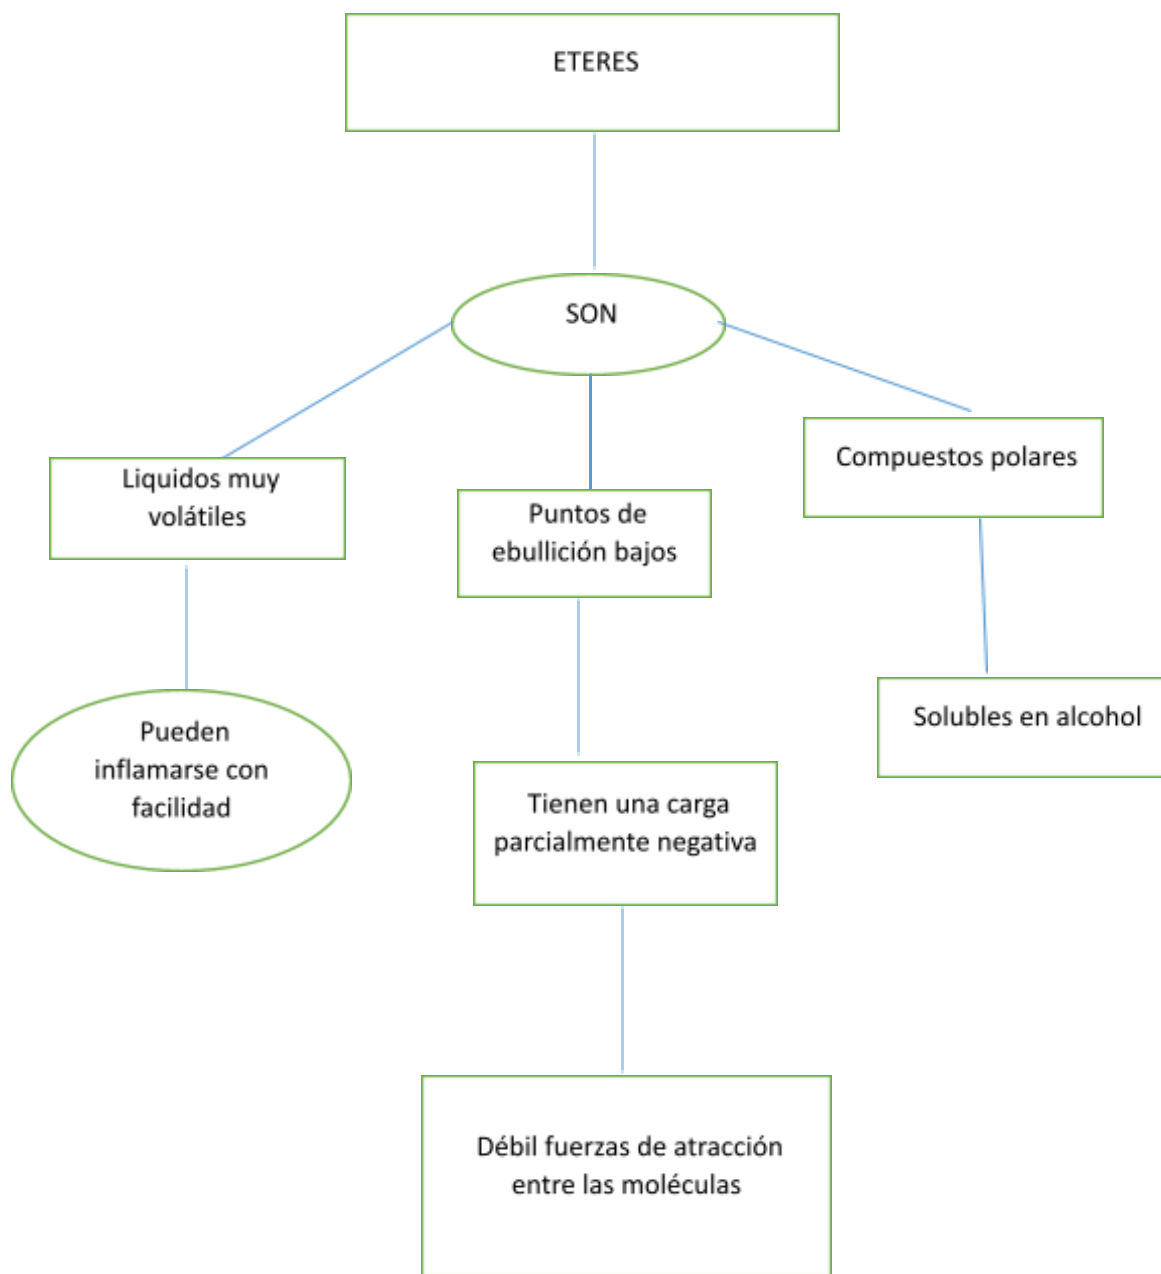 ETERES
SON
Liquidos muy
volátiles
Puntos de
ebullición bajos
Compuestos polares
Pueden
inflamarse con
facilidad
Tienen una carga
parcialmente negativa
Solubles en alcohol
Débil fuerzas de atracción
entre las moléculas